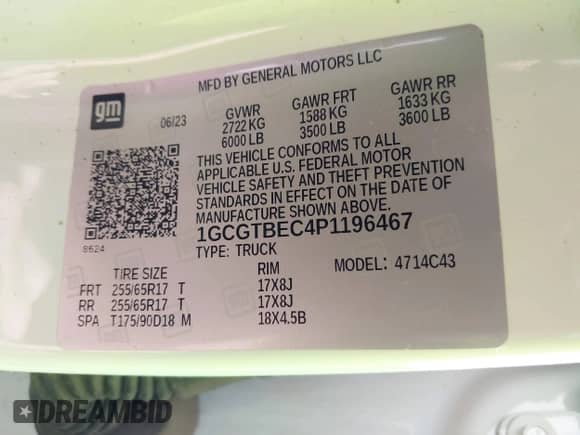 MFD BY GENERAL MOTORS LLC
gm
06/23
GVWR GAWR FRT GAWR RR
2722 KG 1588 KG 1633 KG
6000 LB 3500 LB 3600 LB
THIS VEHICLE CONFORMS TO ALL
APPLICABLE U.S. FEDERAL MOTOR
VEHICLE SAFETY AND THEFT PREVENTION
STANDARDS IN EFFECT ON THE DATE OF
MANUFACTURE SHOWN ABOVE.
8624
1GCGTBEC4P1196467
TYPE: TRUCK MODEL: 4714C43
TIRE SIZE RIM
FRT 255/65R17 T 17X8J
RR 255/65R17 T 17X8J
SPA T175/90D18 M 18X4.5B
DREAMBID